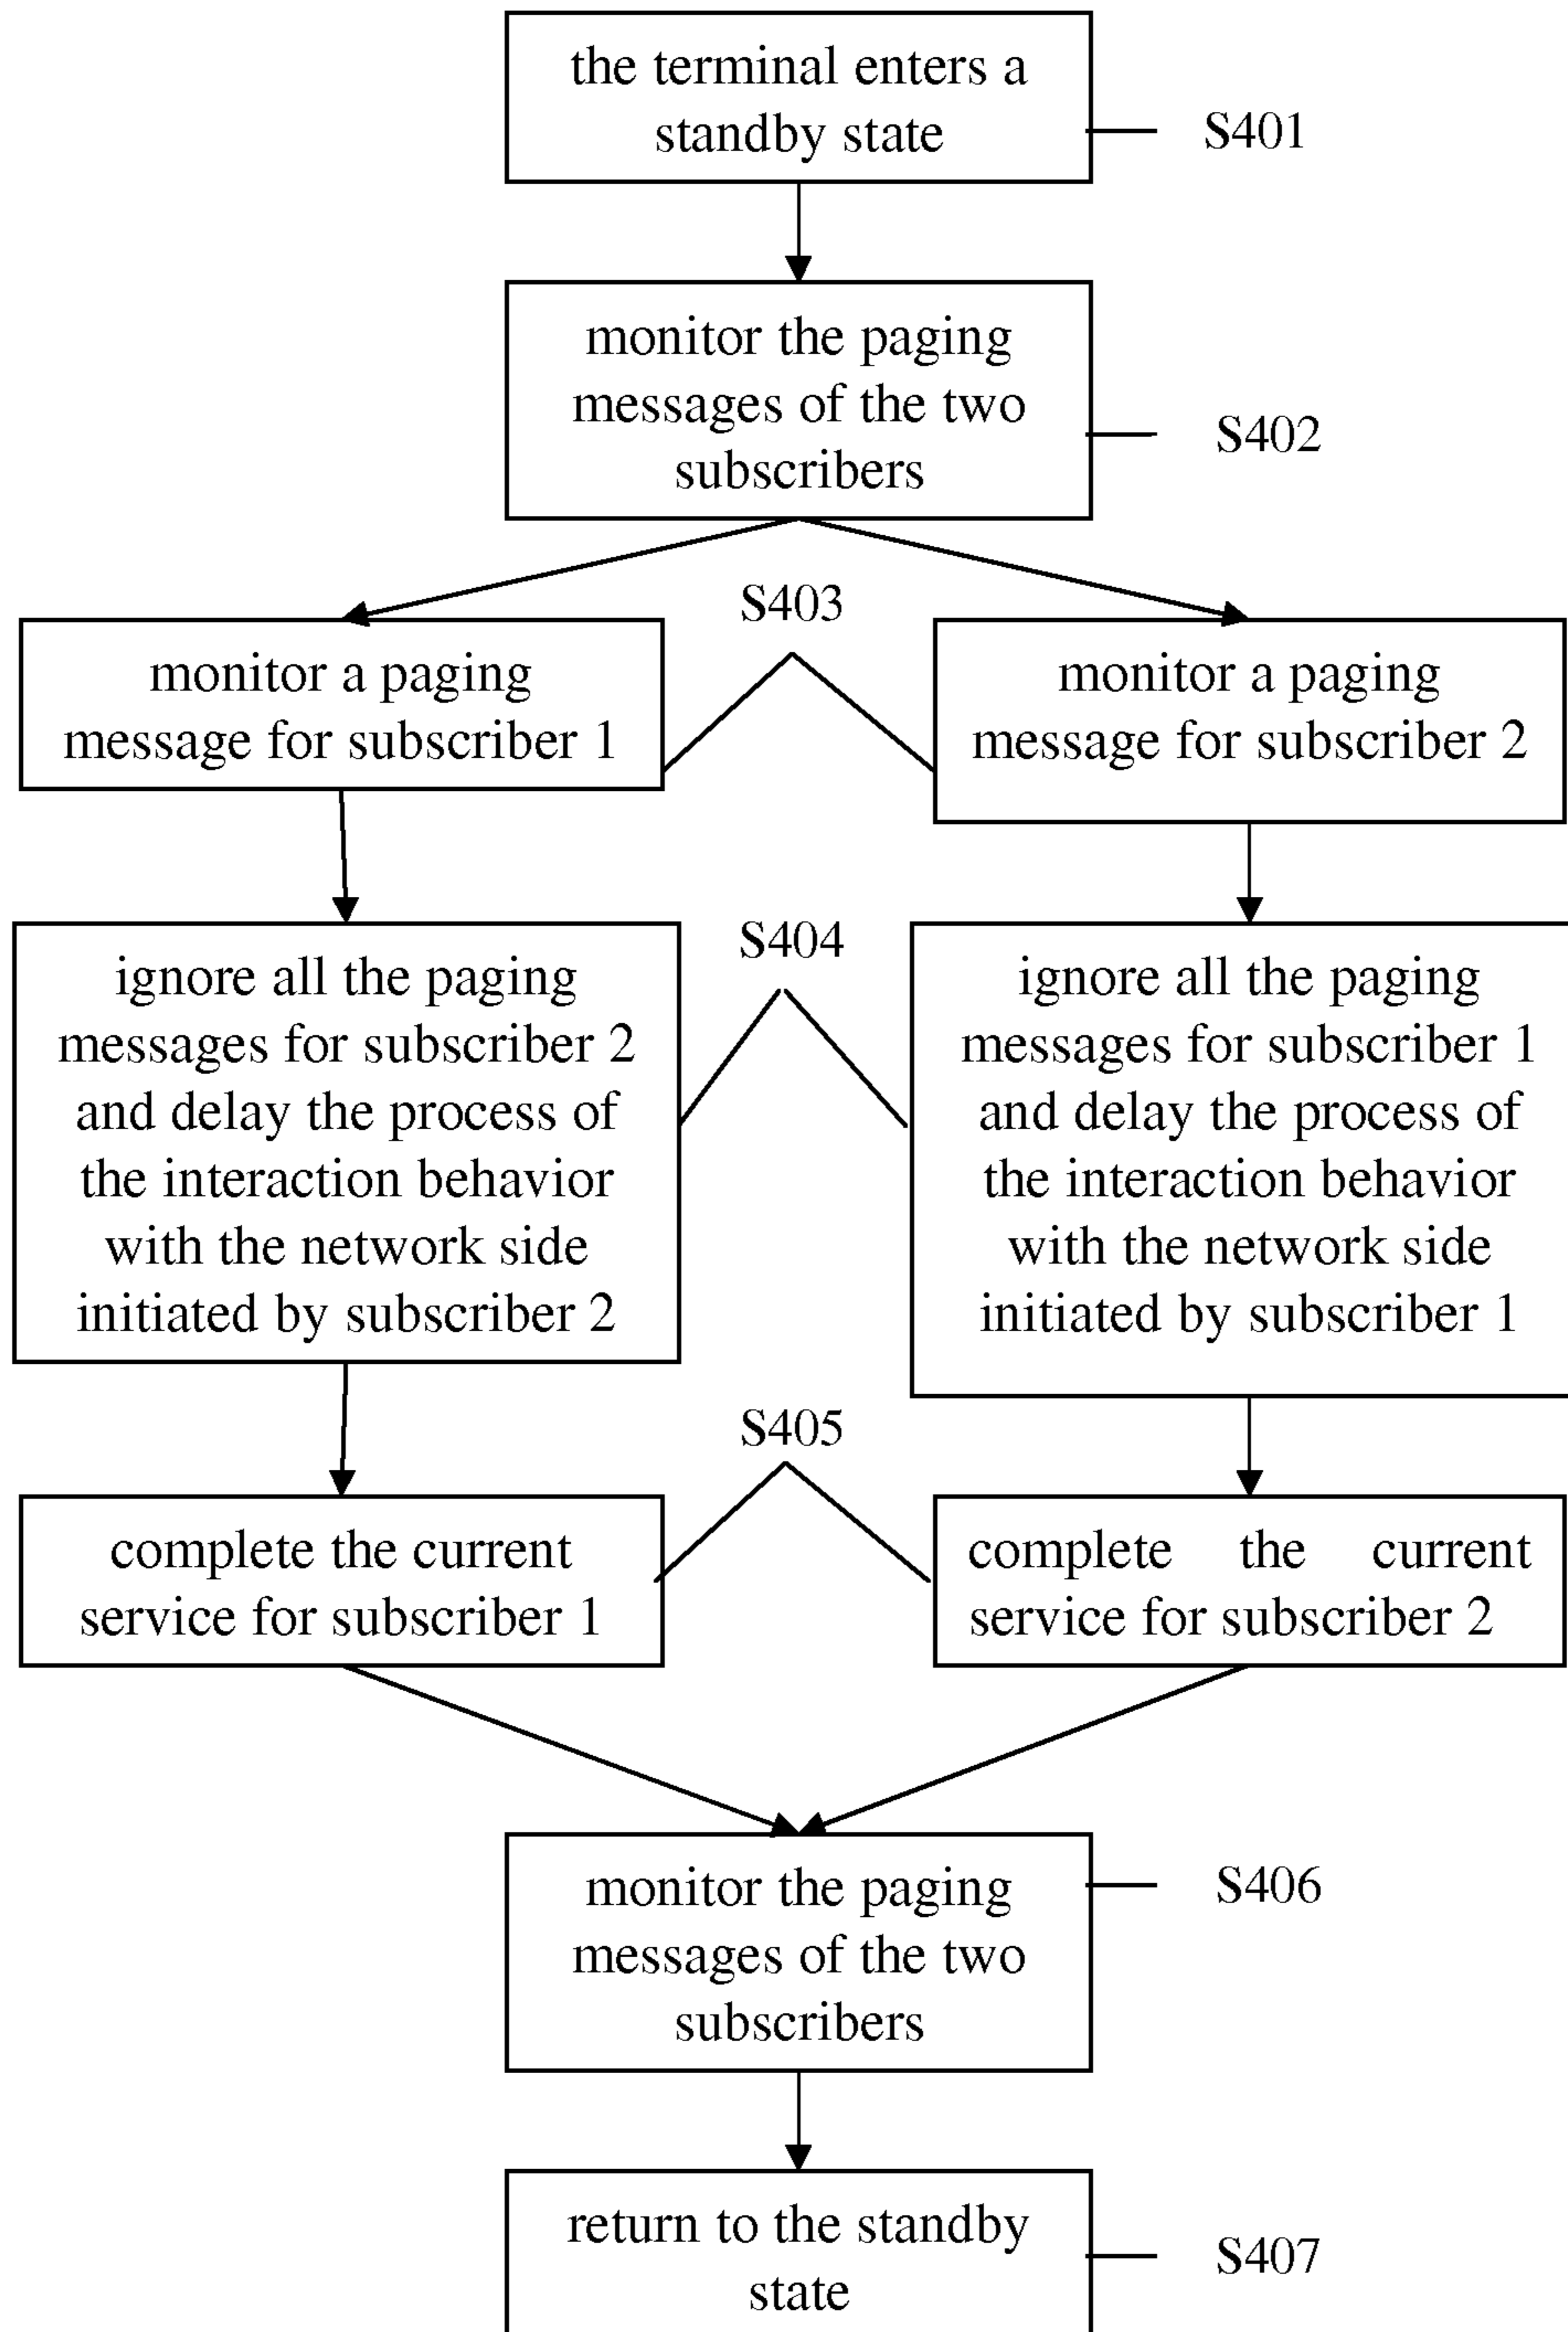 the terminal enters a
standby state
S401
monitor the paging
messages of the two
subscribers
S402
S403
monitor a paging
message for subscriber 1
monitor a paging
message for subscriber 2
S404
ignore all the paging
messages for subscriber 2
and delay the process of
the interaction behavior
with the network side
initiated by subscriber 2
ignore all the paging
messages for subscriber 1
and delay the process of
the interaction behavior
with the network side
initiated by subscriber 1
S405
complete the current
service for subscriber 1
complete the current
service for subscriber 2
monitor the paging
messages of the two
subscribers
S406
return to the standby
state
S407